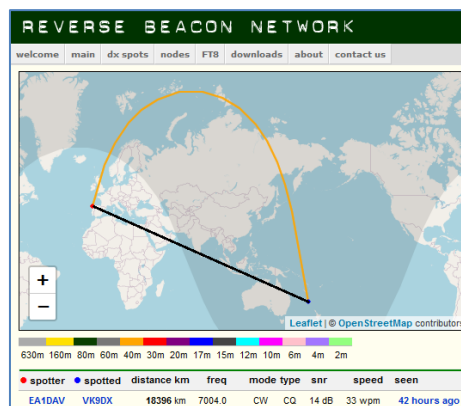 REVERSE BEACON NETWORK
welcome main dx spots nodes FT8 downloads about contact us
+
−
Leaflet | © OpenStreetMap contributors
630m 160m 80m 60m 40m 30m 20m 17m 15m 12m 10m 6m 4m 2m
spotter spotted distance km freq mode type snr speed seen
EA1DAV VK9DX 18396 km 7004.0 CW CQ 14 dB 33 wpm 42 hours ago